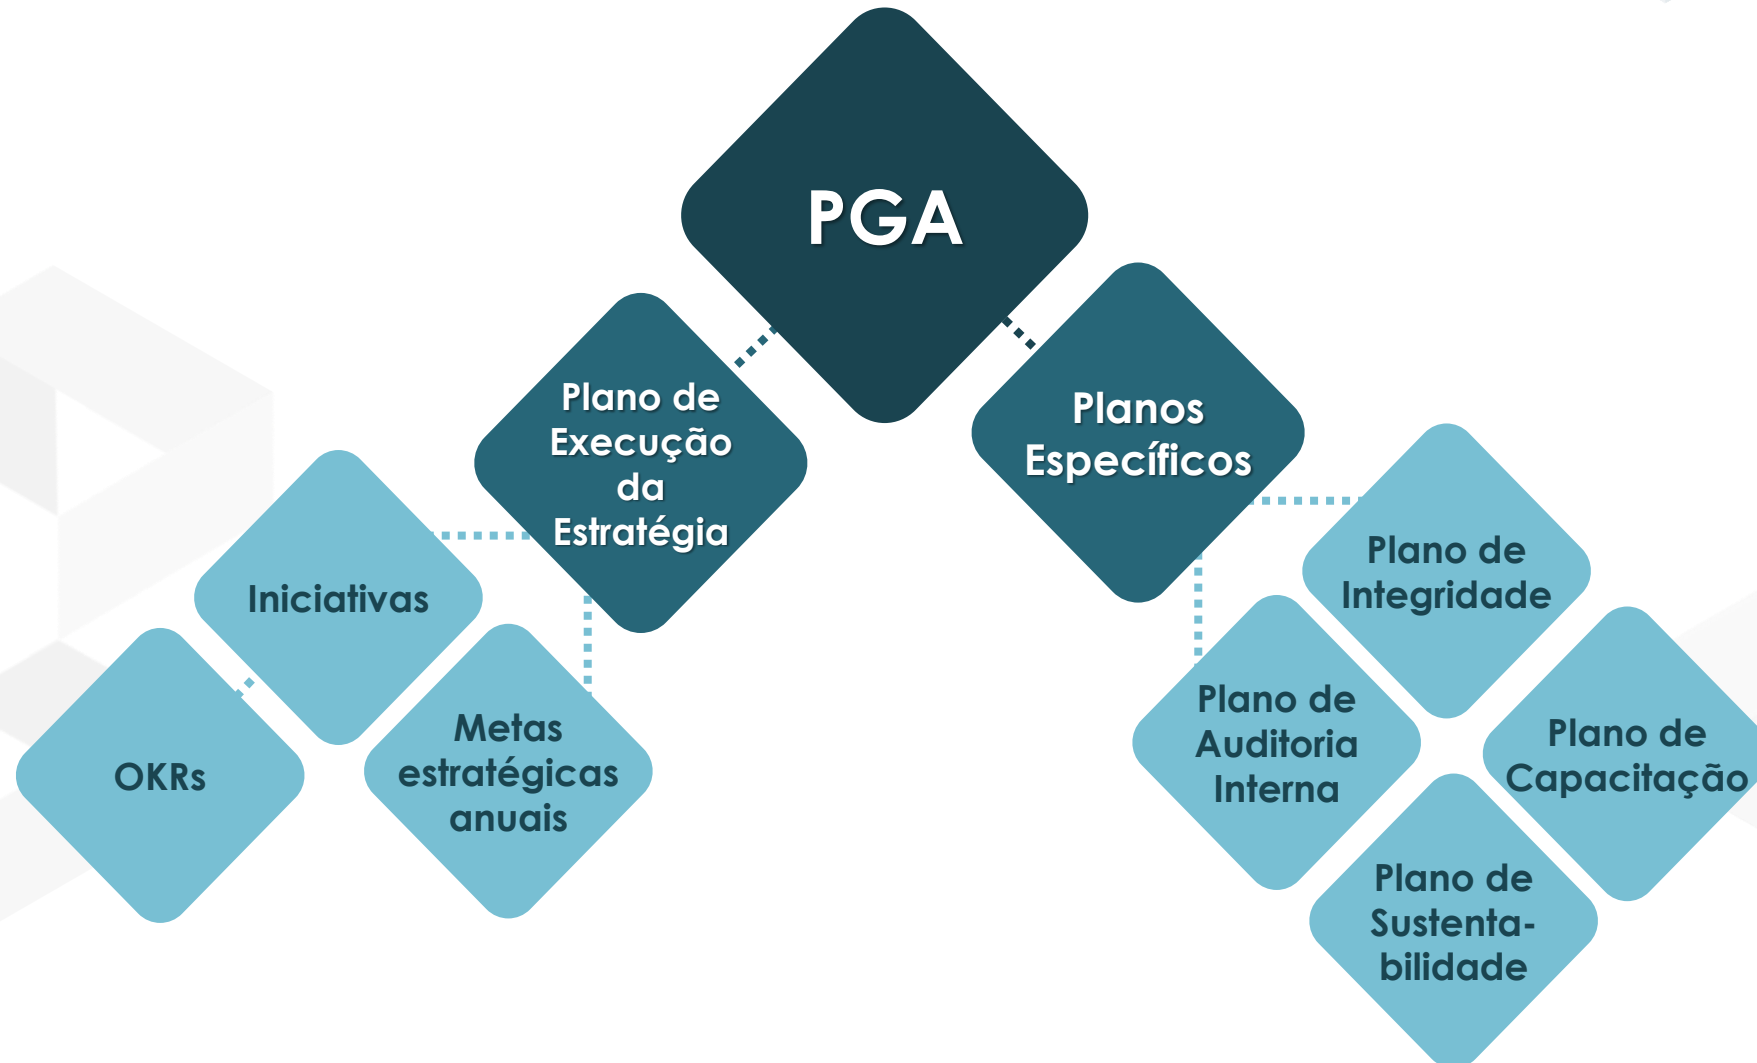 PGA
Plano de
Execução
da
Estratégia
Planos
Específicos
Iniciativas
OKRs
Metas
estratégicas
anuais
Plano de
Integridade
Plano de
Auditoria
Interna
Plano de
Capacitação
Plano de
Sustenta-
bilidade